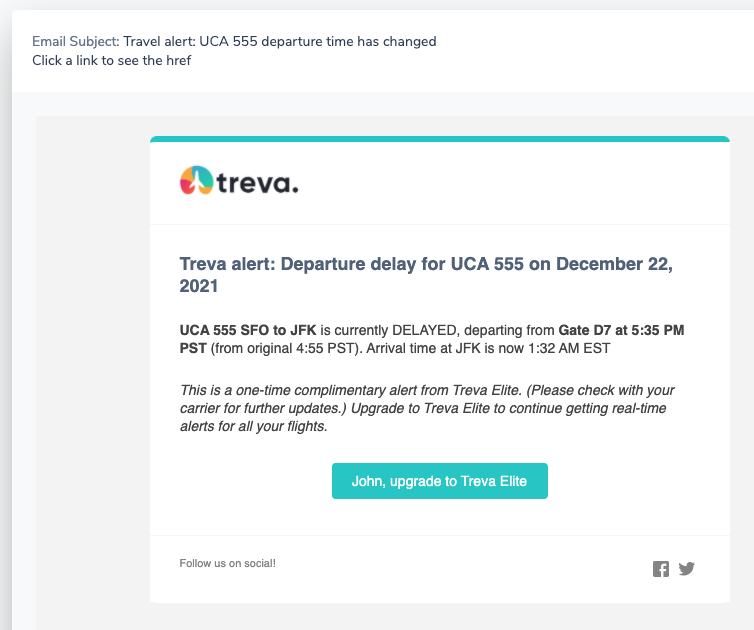 Email Subject: Travel alert: UCA 555 departure time has changed
Click a link to see the href
treva.
Treva alert: Departure delay for UCA 555 on December 22,
2021
UCA 555 SFO to JFK is currently DELAYED, departing from Gate D7 at 5:35 PM
PST (from original 4:55 PST). Arrival time at JFK is now 1:32 AM EST
This is a one-time complimentary alert from Treva Elite. (Please check with your
carrier for further updates.) Upgrade to Treva Elite to continue getting real-time
alerts for all your flights.
John, upgrade to Treva Elite
Follow us on social!